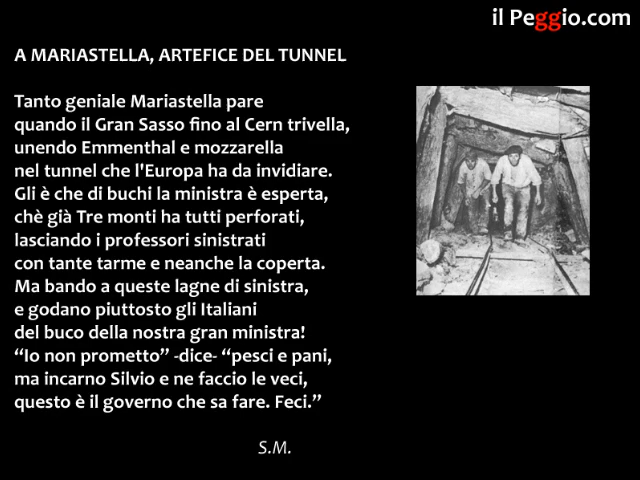 il Peggio.com
A MARIASTELLA, ARTEFICE DEL TUNNEL
Tanto geniale Mariastella pare
quando il Gran Sasso fino al Cern trivella,
unendo Emmenthal e mozzarella
nel tunnel che l'Europa ha da invidiare.
Gli è che di buchi la ministra è esperta,
chè già Tre monti ha tutti perforati,
lasciando i professori sinistrati
con tante tarme e neanche la coperta.
Ma bando a queste lagne di sinistra,
e godano piuttosto gli Italiani
del buco della nostra gran ministra!
“Io non prometto” -dice- “pesci e pani,
ma incarno Silvio e ne faccio le veci,
questo è il governo che sa fare. Feci.”
S.M.